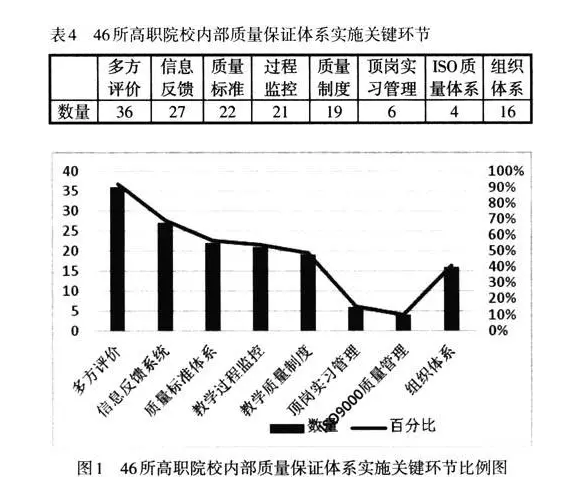 表4 46所高职院校内部质量保证体系实施关键环节
多方评价 信息反馈 质量标准 过程监控 质量制度 顶岗实习管理 ISO质量体系 组织体系
数量 36 27 22 21 19 6 4 16
40 100%
35 90%
30 80%
25 70%
20 60%
15 50%
10 40%
5 30%
0 20%
10%
0%
多方评价
信息反馈系统
质量标准体系
教学过程监控
教学质量制度
顶岗实习管理
ISO9000质量管理
组织体系
数量 百分比
图1 46所高职院校内部质量保证体系实施关键环节比例图